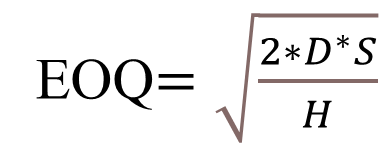 EOQ= √(2*D*S / H)